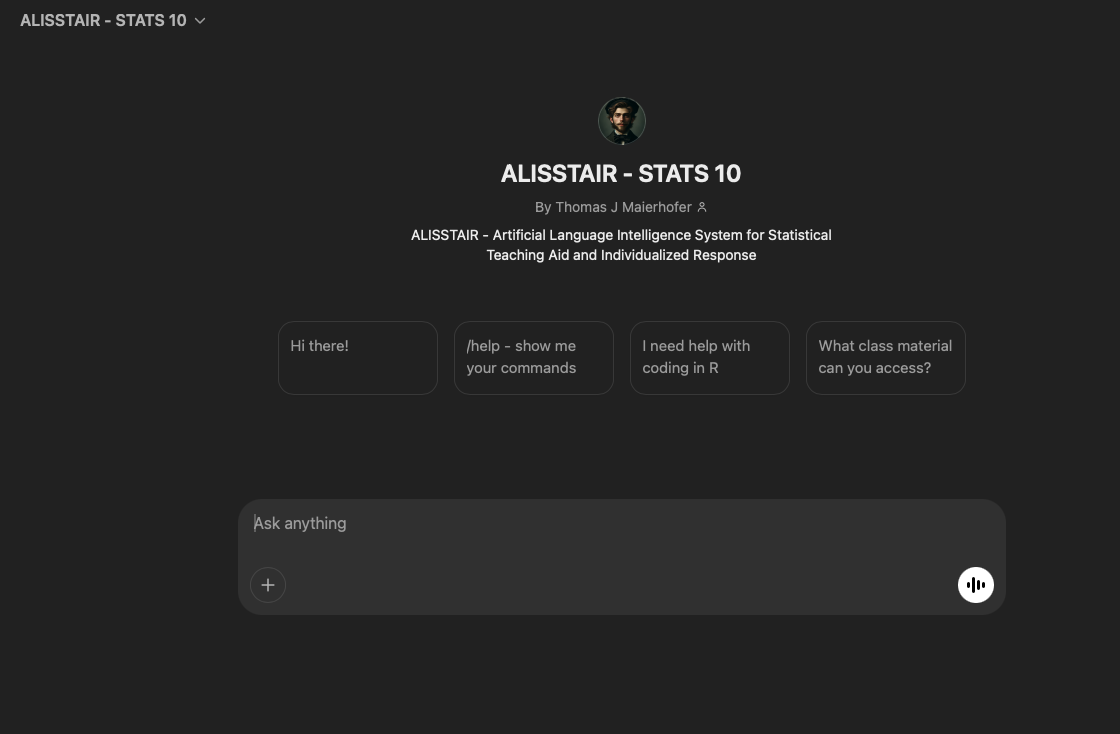 ALISSTAIR - STATS 10
ALISSTAIR - STATS 10
By Thomas J Maierhofer
ALISSTAIR - Artificial Language Intelligence System for Statistical
Teaching Aid and Individualized Response
Hi there!
/help - show me
your commands
I need help with
coding in R
What class material
can you access?
Ask anything